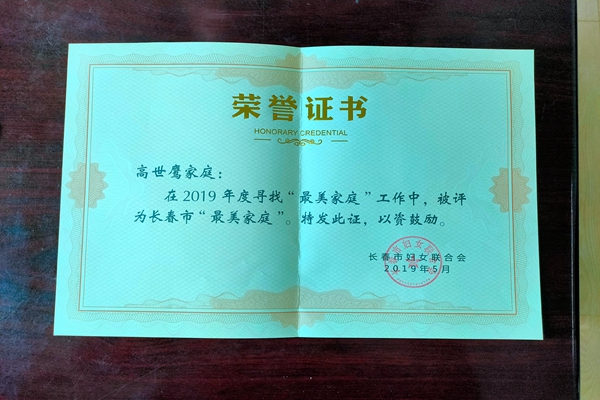 荣誉证书
HONORARY CREDENTIAL
高世鹰家庭：
在2019年度寻找“最美家庭”工作中，被评
为长春市“最美家庭”。特发此证，以资鼓励。
长春市妇女联合会
2019年5月